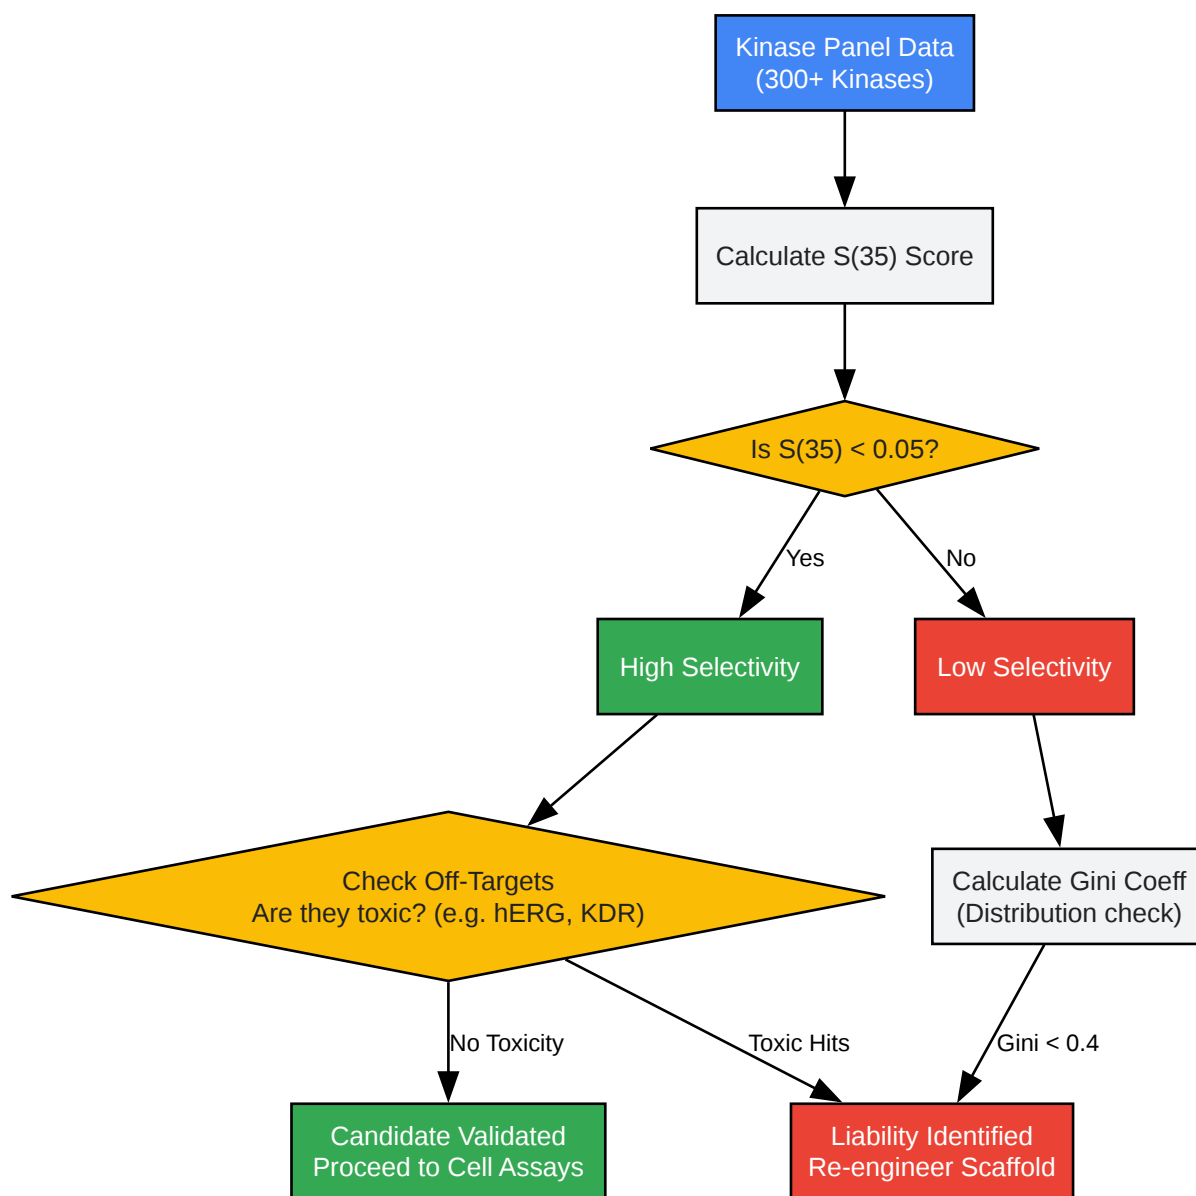 Kinase Panel Data
(300+ Kinases)
Calculate S(35) Score
Is S(35) < 0.05?
Yes
No
High Selectivity
Low Selectivity
Check Off-Targets
Are they toxic? (e.g. hERG, KDR)
Calculate Gini Coeff
(Distribution check)
No Toxicity
Toxic Hits
Gini < 0.4
Candidate Validated
Proceed to Cell Assays
Liability Identified
Re-engineer Scaffold